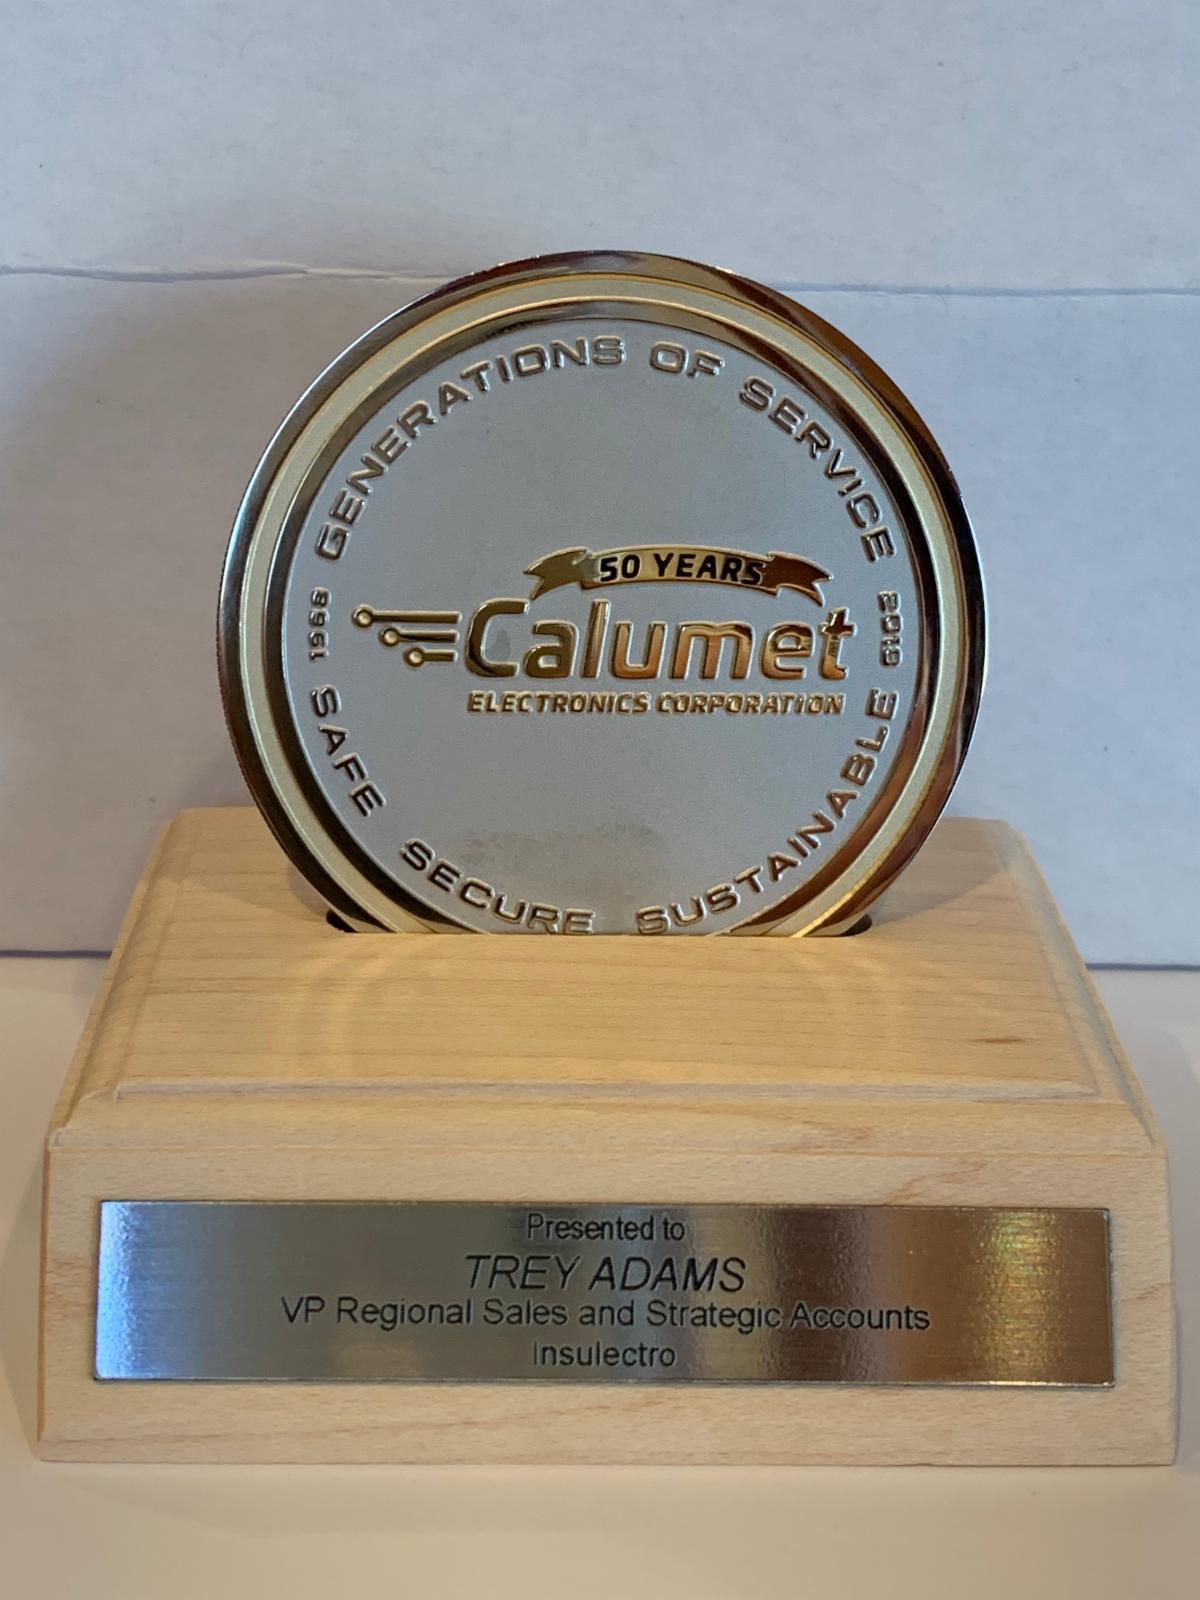 GENERATIONS OF SERVICE
50 YEARS
Calumet
ELECTRONICS CORPORATION
1968
2019
SAFE SECURE SUSTAINABLE
Presented to
TREY ADAMS
VP Regional Sales and Strategic Accounts
Insulectro